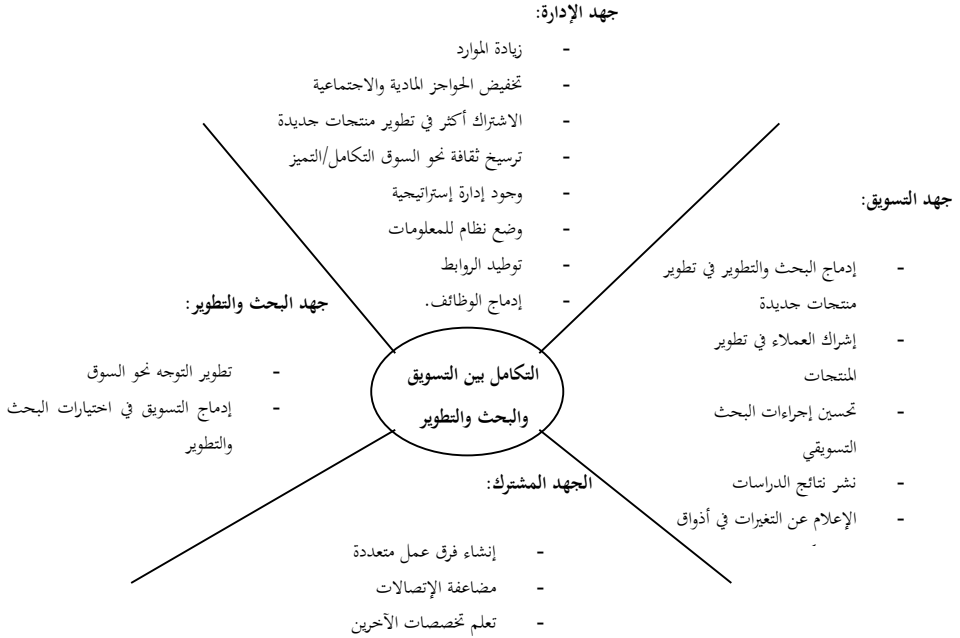 جهد الإدارة:
- زيادة الموارد
- تخفيض الحواجز المادية والاجتماعية
- الاشتراك أكثر في تطوير منتجات جديدة
- ترسيخ ثقافة نحو السوق التكامل/التميز
- وجود إدارة إستراتيجية
- وضع نظام للمعلومات
- توطيد الروابط
- إدماج الوظائف.
جهد التسويق:
- إدماج البحث والتطوير في تطوير
منتجات جديدة
- إشراك العملاء في تطوير
المنتجات
- تحسين إجراءات البحث
التسويقي
- نشر نتائج الدراسات
- الإعلام عن التغيرات في أذواق
جهد البحث والتطوير:
- تطوير التوجه نحو السوق
- إدماج التسويق في اختيارات البحث
والتطوير
التكامل بين التسويق
والبحث والتطوير
الجهد المشترك:
- إنشاء فرق عمل متعددة
- مضاعفة الإتصالات
- تعلم تخصصات الآخرين